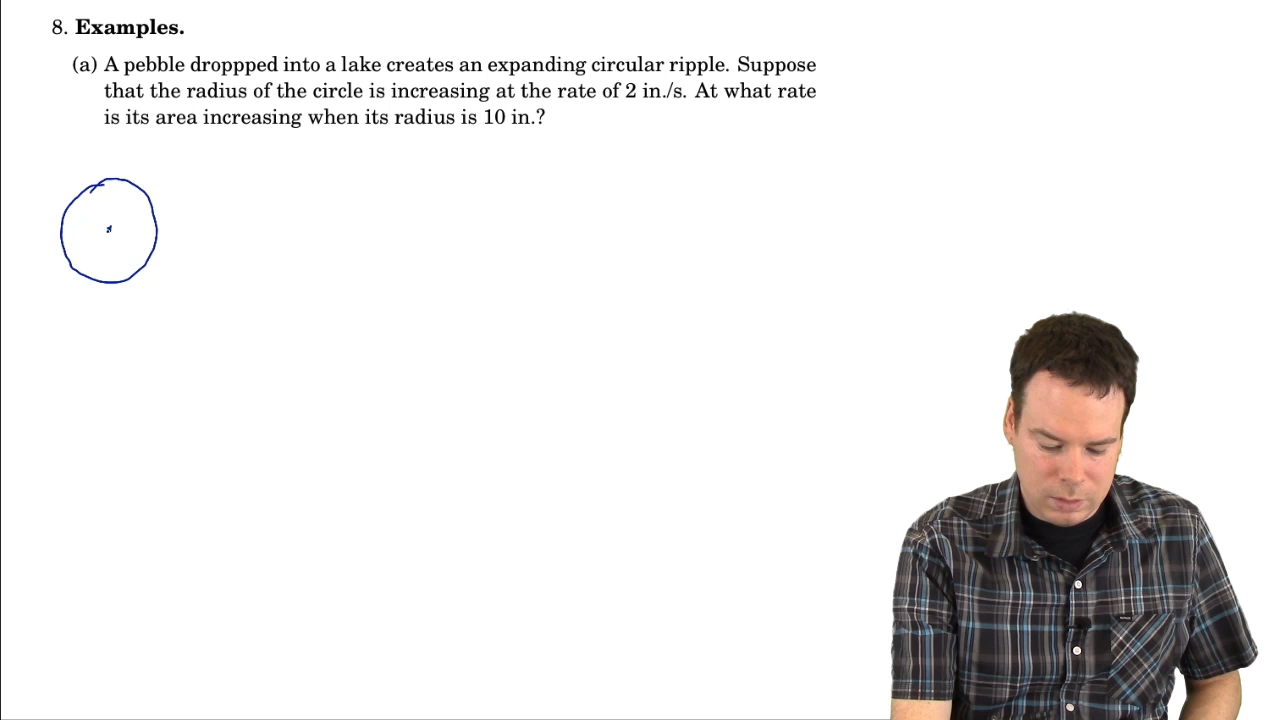 8. Examples.
(a) A pebble droppped into a lake creates an expanding circular ripple. Suppose
that the radius of the circle is increasing at the rate of 2 in./s. At what rate
is its area increasing when its radius is 10 in.?